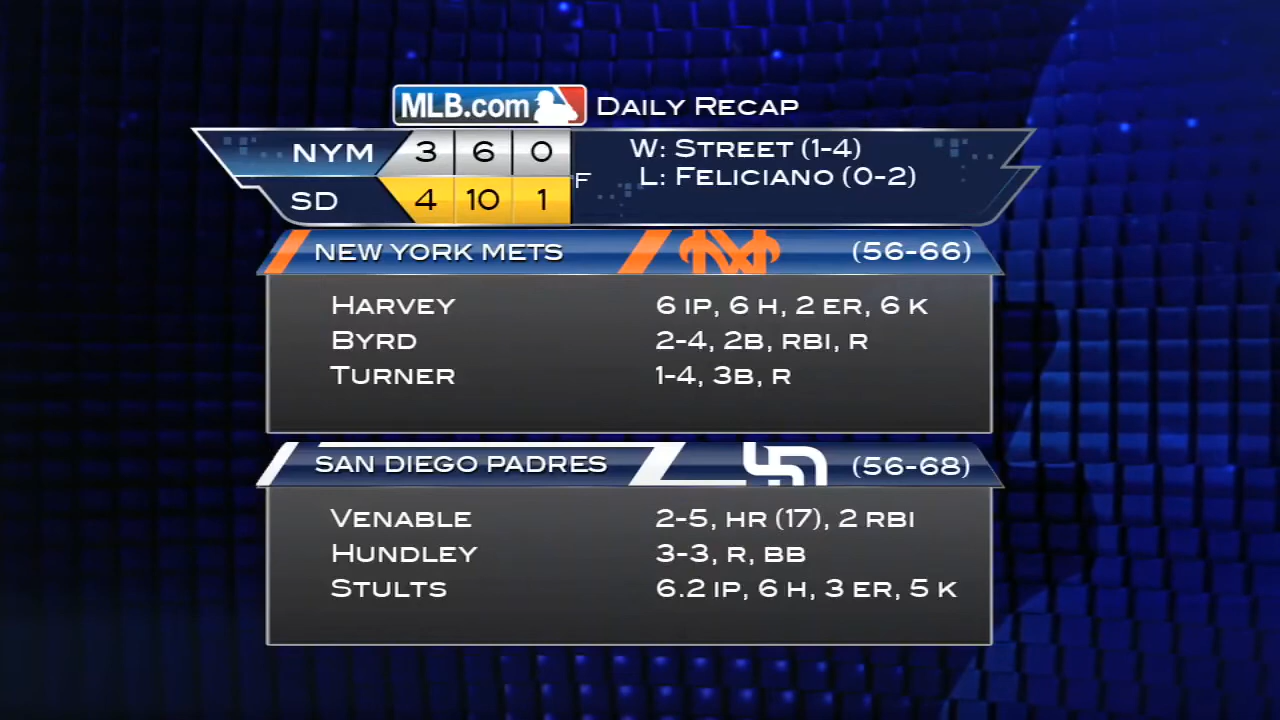 MLB.com DAILY RECAP
NYM 3 6 0
SD 4 10 1
F
W: STREET (1-4)
L: FELICIANO (0-2)
NEW YORK METS NY (56-66)
HARVEY 6 IP, 6 H, 2 ER, 6 K
BYRD 2-4, 2B, RBI, R
TURNER 1-4, 3B, R
SAN DIEGO PADRES SD (56-68)
VENABLE 2-5, HR (17), 2 RBI
HUNDLEY 3-3, R, BB
STULTS 6.2 IP, 6 H, 3 ER, 5 K